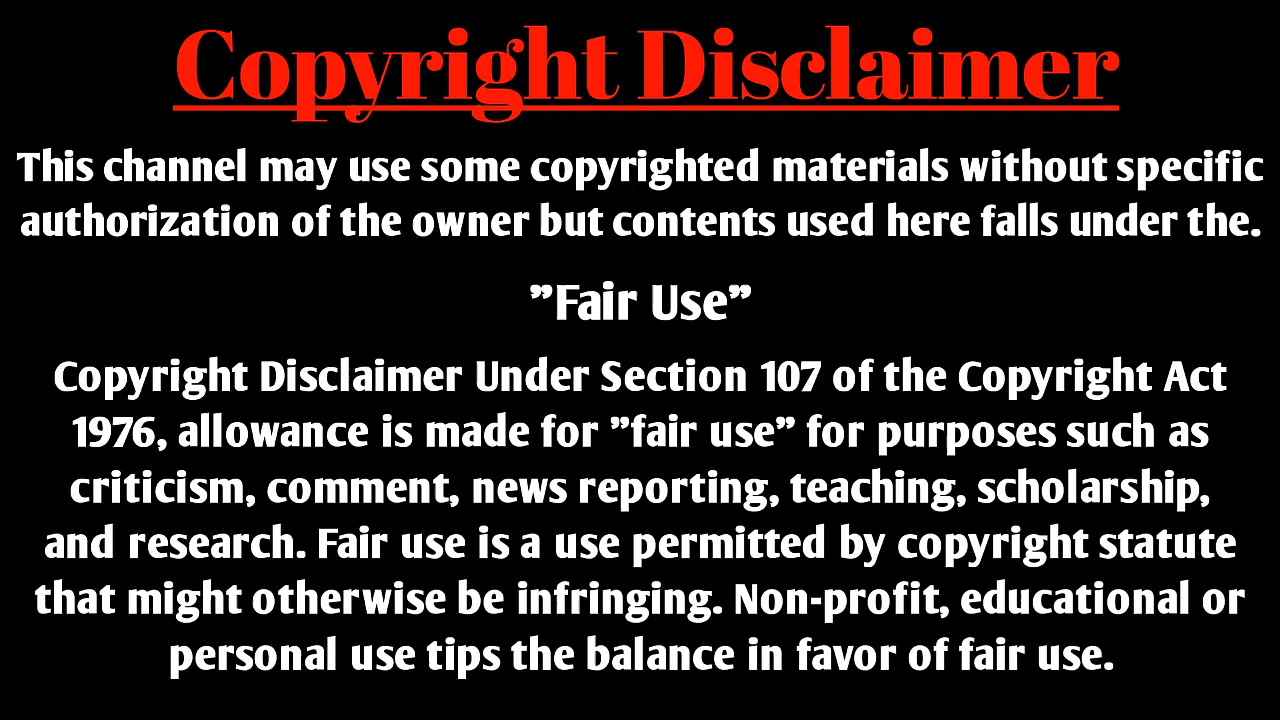 Copyright Disclaimer
This channel may use some copyrighted materials without specific
authorization of the owner but contents used here falls under the.
”Fair Use”
Copyright Disclaimer Under Section 107 of the Copyright Act
1976, allowance is made for ”fair use” for purposes such as
criticism, comment, news reporting, teaching, scholarship,
and research. Fair use is a use permitted by copyright statute
that might otherwise be infringing. Non-profit, educational or
personal use tips the balance in favor of fair use.